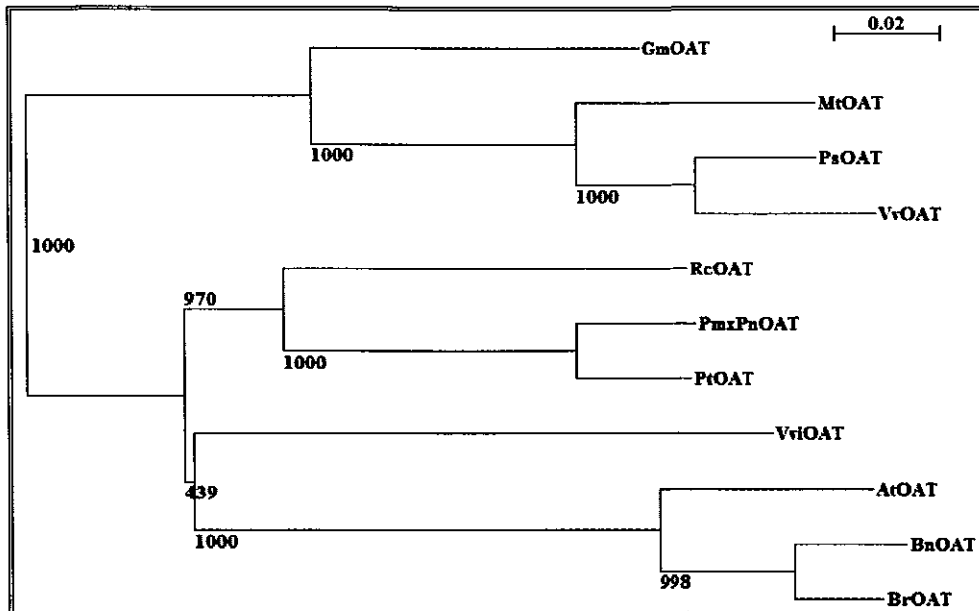 0.02
GmOAT
MtOAT
1000
PsOAT
1000
VvOAT
1000
RcOAT
970
PmxPnOAT
1000
PtOAT
VviOAT
439
AtOAT
1000
BnOAT
998
BrOAT